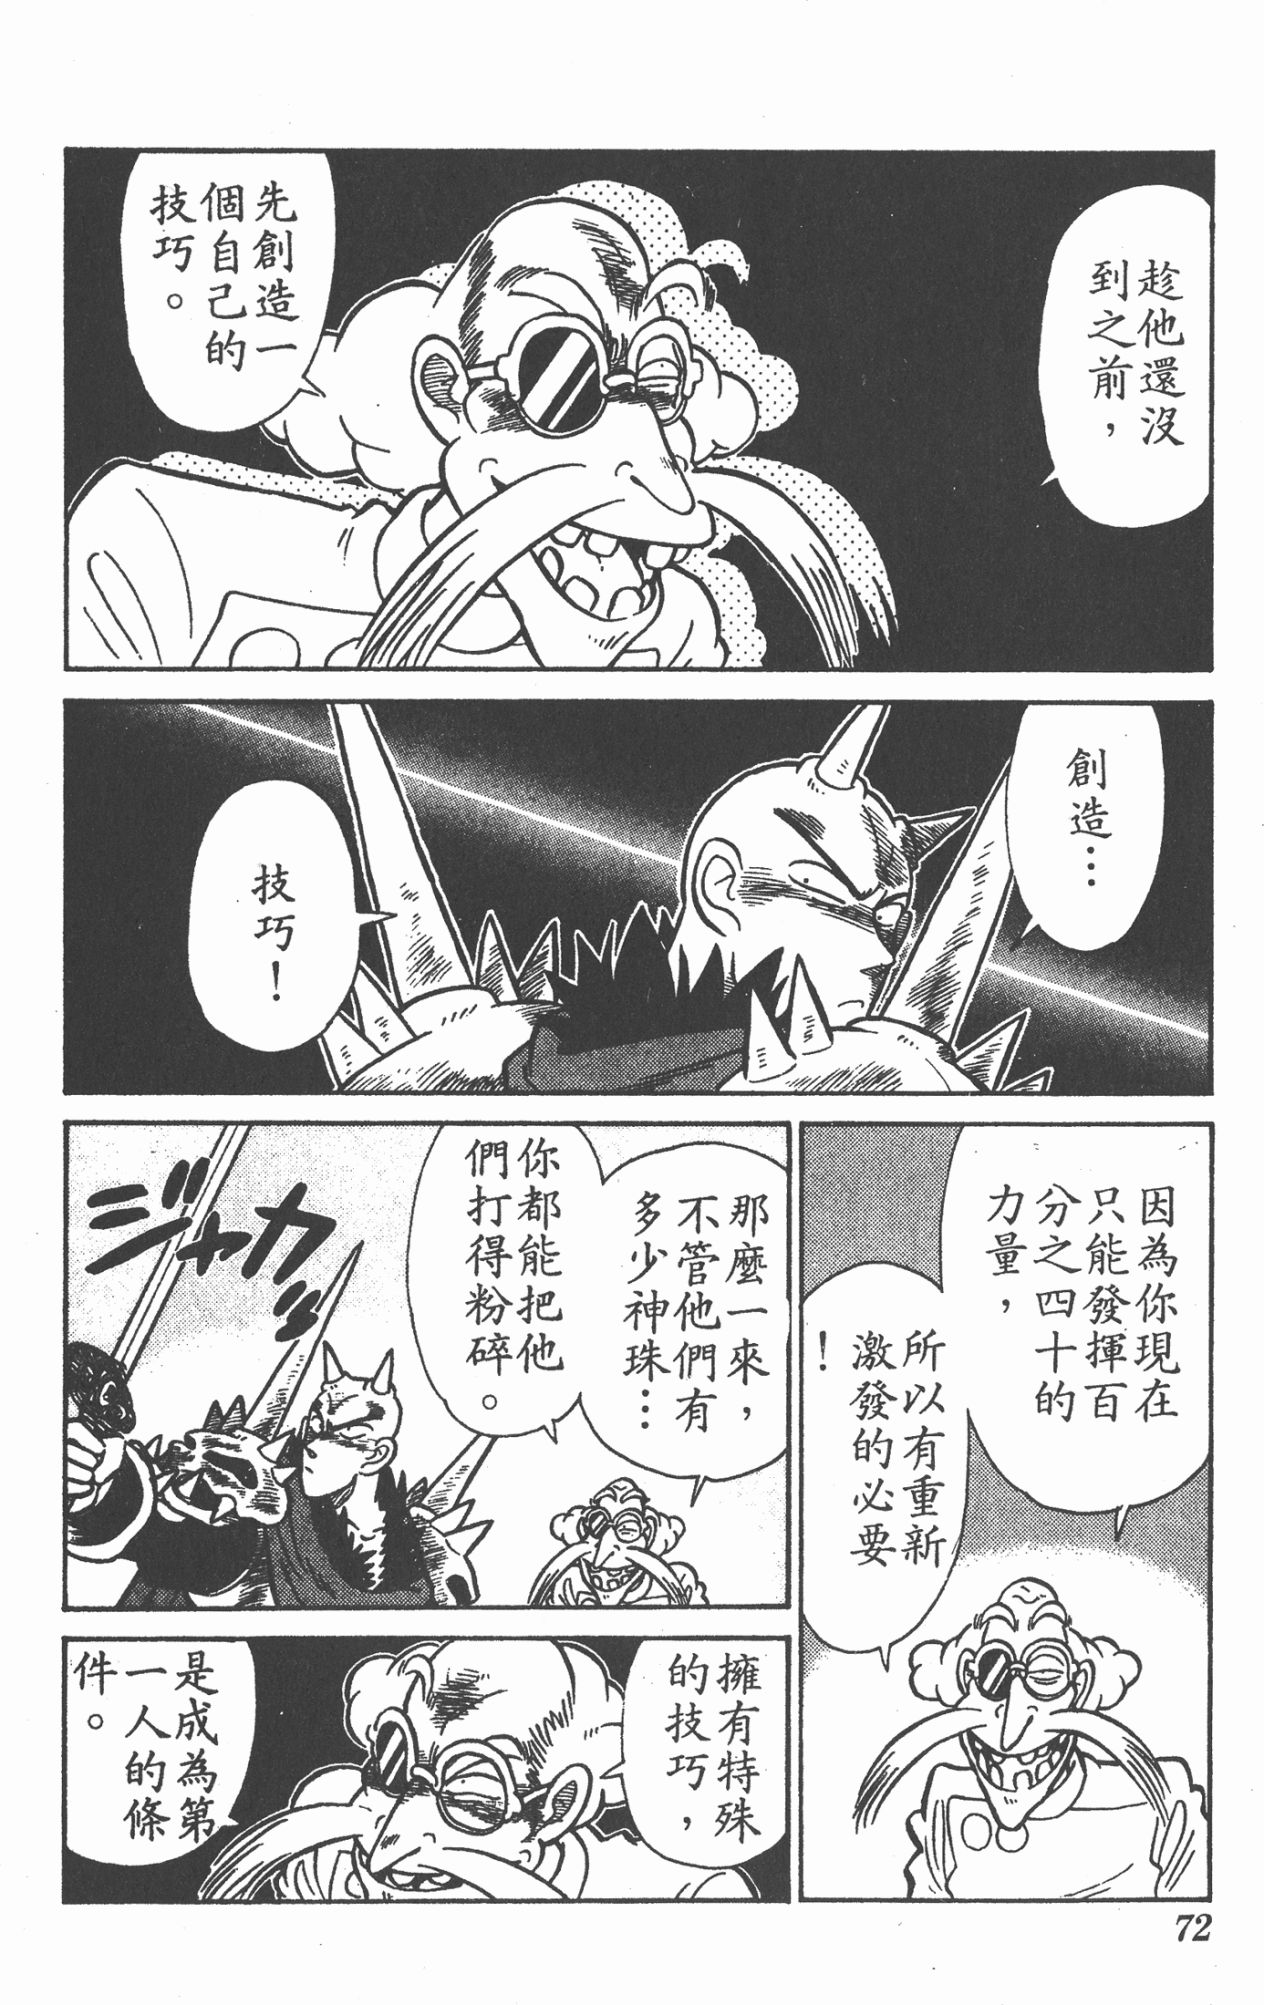 趁他還沒
到之前，
先創造一
個自己的
技巧。
創造…
技巧！
因為你現在
只能發揮百
分之四十的
力量，
所以有重新
激發的必要
！
那麼一來，
不管他們有
多少神珠…
你都能把他
們打得粉碎。
ジャカッ
擁有特殊
的技巧，
是成為第
一人的條
件。
72